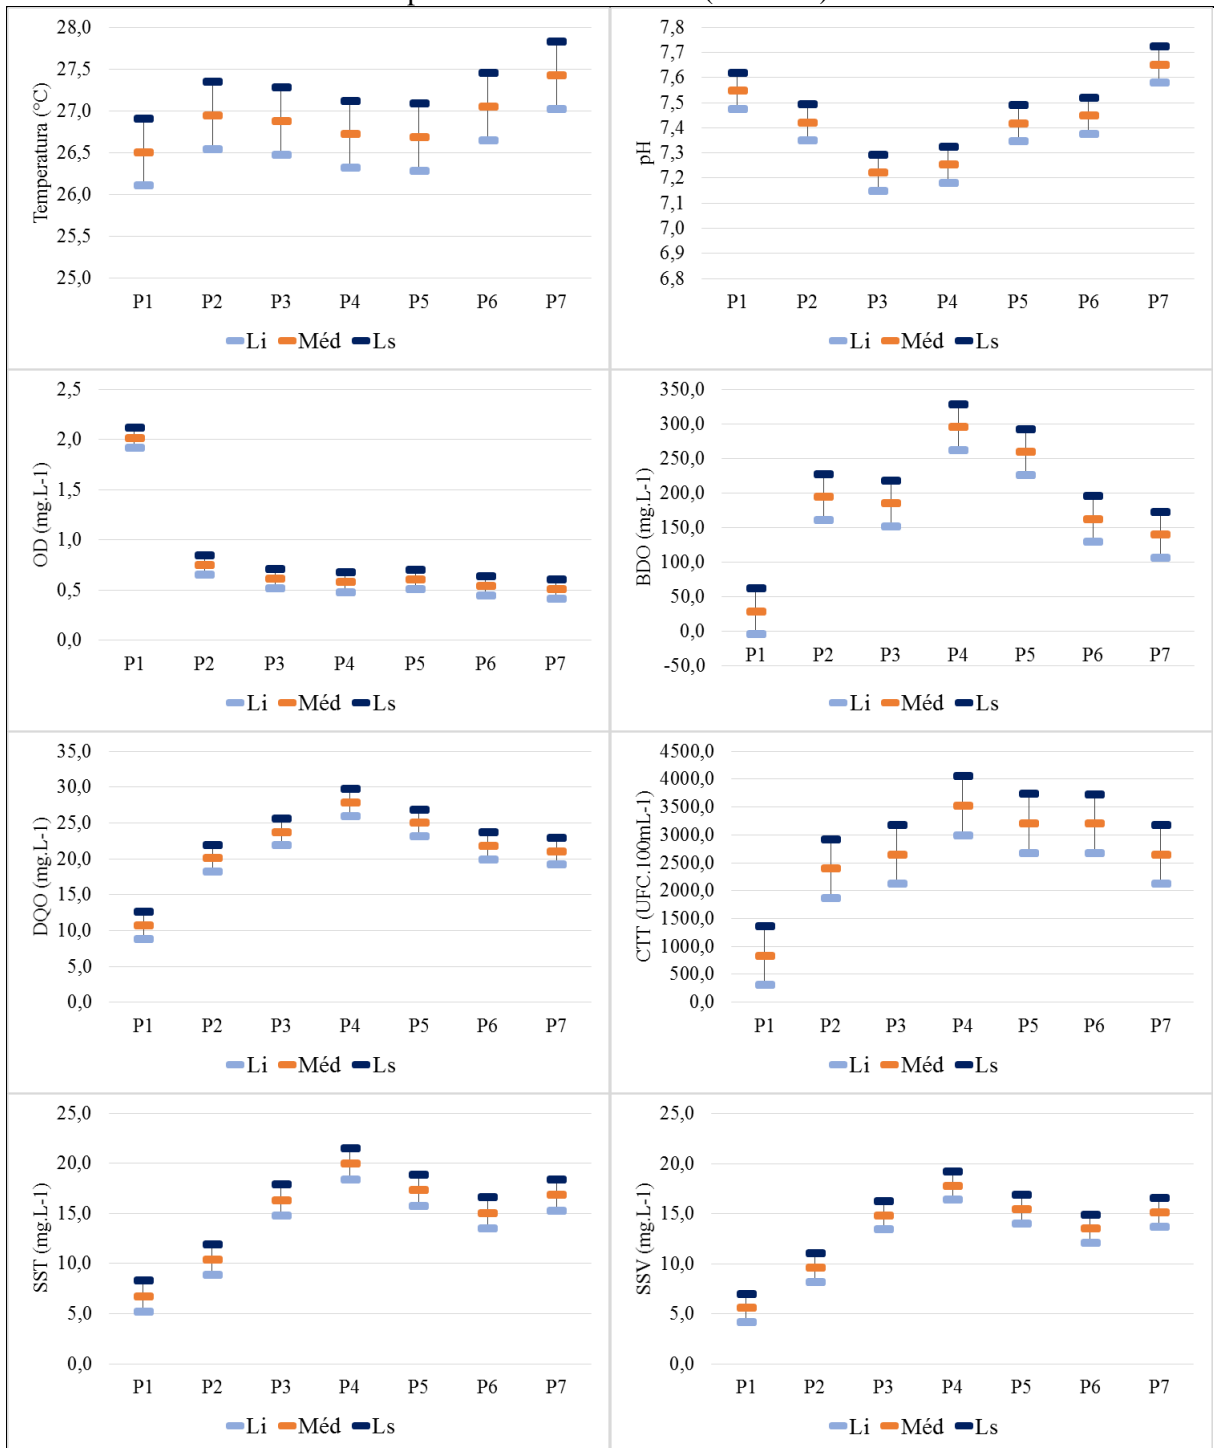 Temperatura (°C)
28,0
27,5
27,0
26,5
26,0
25,5
25,0
P1 P2 P3 P4 P5 P6 P7
Li Méd Ls
pH
7,8
7,7
7,6
7,5
7,4
7,3
7,2
7,1
7,0
6,9
6,8
P1 P2 P3 P4 P5 P6 P7
Li Méd Ls
OD (mg.L-1)
2,5
2,0
1,5
1,0
0,5
0,0
P1 P2 P3 P4 P5 P6 P7
Li Méd Ls
BDO (mg.L-1)
350,0
300,0
250,0
200,0
150,0
100,0
50,0
0,0
-50,0
P1 P2 P3 P4 P5 P6 P7
Li Méd Ls
DQO (mg.L-1)
35,0
30,0
25,0
20,0
15,0
10,0
5,0
0,0
P1 P2 P3 P4 P5 P6 P7
Li Méd Ls
CTT (UFC.100mL-1)
4500,0
4000,0
3500,0
3000,0
2500,0
2000,0
1500,0
1000,0
500,0
0,0
P1 P2 P3 P4 P5 P6 P7
Li Méd Ls
SST (mg.L-1)
25,0
20,0
15,0
10,0
5,0
0,0
P1 P2 P3 P4 P5 P6 P7
Li Méd Ls
SSV (mg.L-1)
25,0
20,0
15,0
10,0
5,0
0,0
P1 P2 P3 P4 P5 P6 P7
Li Méd Ls